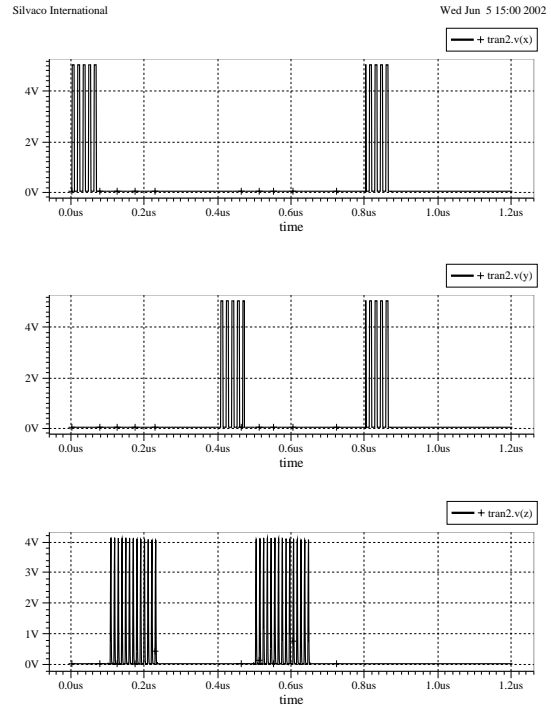 Silvaco International Wed Jun 5 15:00 2002
+ tran2.v(x)
4V
2V
0V
0.0us 0.2us 0.4us 0.6us 0.8us 1.0us 1.2us
time
+ tran2.v(y)
4V
2V
0V
0.0us 0.2us 0.4us 0.6us 0.8us 1.0us 1.2us
time
+ tran2.v(z)
4V
3V
2V
1V
0V
0.0us 0.2us 0.4us 0.6us 0.8us 1.0us 1.2us
time